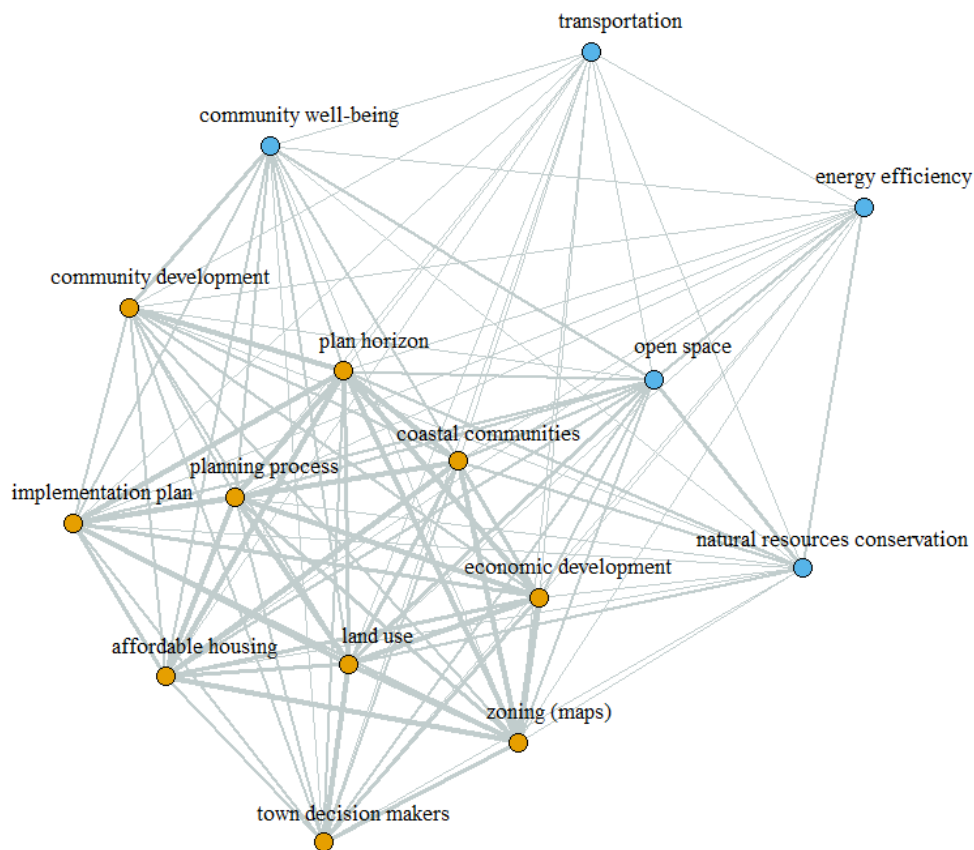 transportation
community well-being
energy efficiency
community development
plan horizon
open space
coastal communities
planning process
implementation plan
natural resources conservation
economic development
land use
affordable housing
zoning (maps)
town decision makers